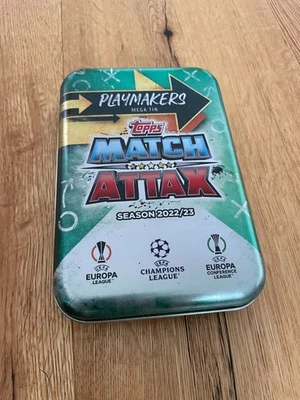 PLAYMAKERS
MEGA TIN
Topps
MATCH
ATTAX
SEASON 2022/23
UEFA
EUROPA
LEAGUE
UEFA
CHAMPIONS
LEAGUE
UEFA
EUROPA
CONFERENCE
LEAGUE